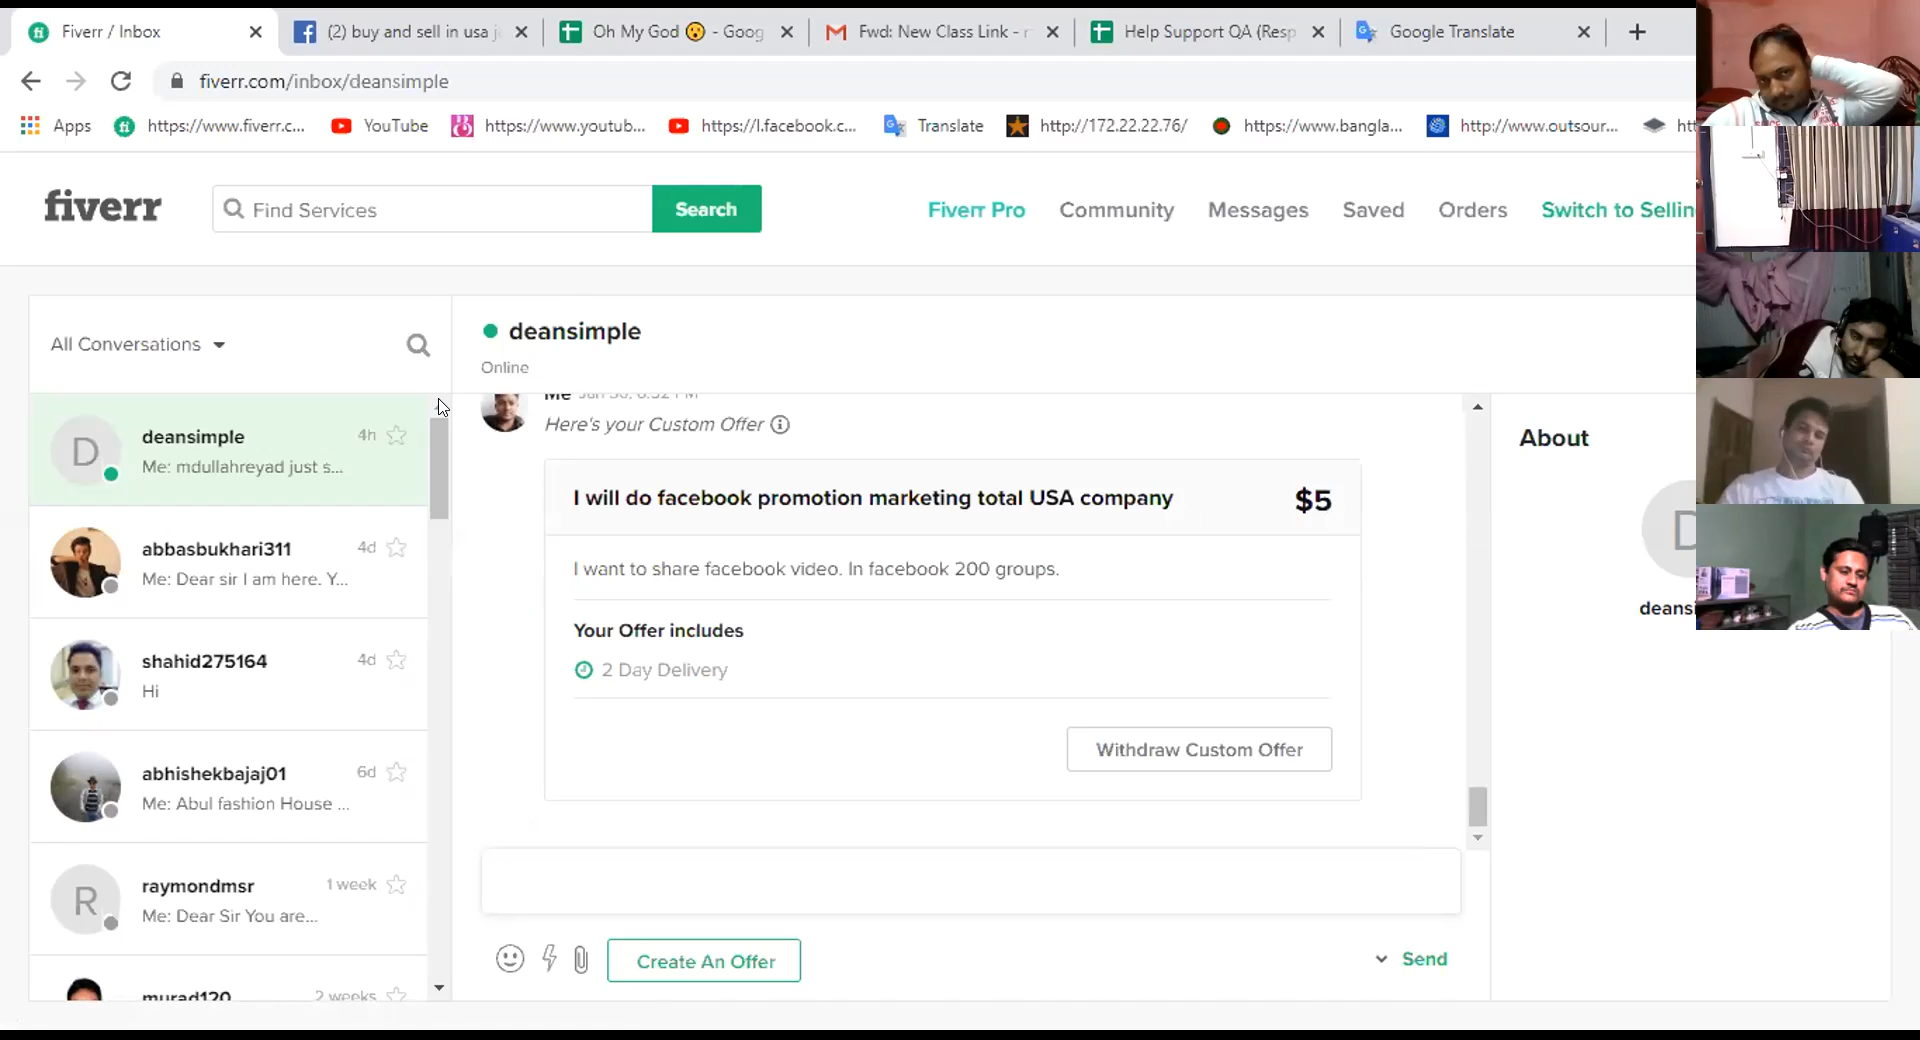 Fiverr / Inbox
(2) buy and sell in usa
Oh My God 😮 - Goog
Fwd: New Class Link -
Help Support QA (Resp
Google Translate
fiverr.com/inbox/deansimple
Apps
https://www.fiverr.c...
YouTube
https://www.youtub...
https://l.facebook.c...
Translate
http://172.22.22.76/
https://www.bangla...
http://www.outsour...
fiverr
Find Services
Search
Fiverr Pro
Community
Messages
Saved
Orders
Switch to Sellin
All Conversations
deansimple
4h
Me: mdullahreyad just s...
abbasbukhari311
4d
Me: Dear sir I am here. Y...
shahid275164
4d
Hi
abhishekbajaj01
6d
Me: Abul fashion House ...
raymondmsr
1 week
Me: Dear Sir You are...
murad120
2 weeks
deansimple
Online
Me
Here's your Custom Offer
I will do facebook promotion marketing total USA company
$5
I want to share facebook video. In facebook 200 groups.
Your Offer includes
2 Day Delivery
Withdraw Custom Offer
Create An Offer
Send
About
D
deans